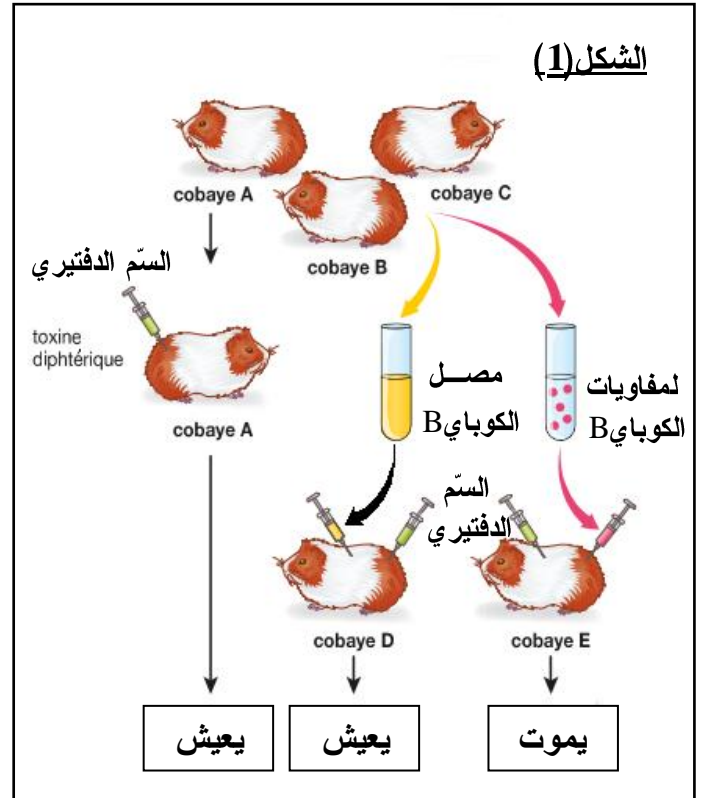 الشكل(1)
cobaye A
cobaye C
cobaye B
السّم الدفتيري
toxine
diphtérique
cobaye A
مصـــل
الكوبايB
لمفاويات
الكوبايB
السّم
الدفتيري
cobaye D
cobaye E
يعيش
يعيش
يموت